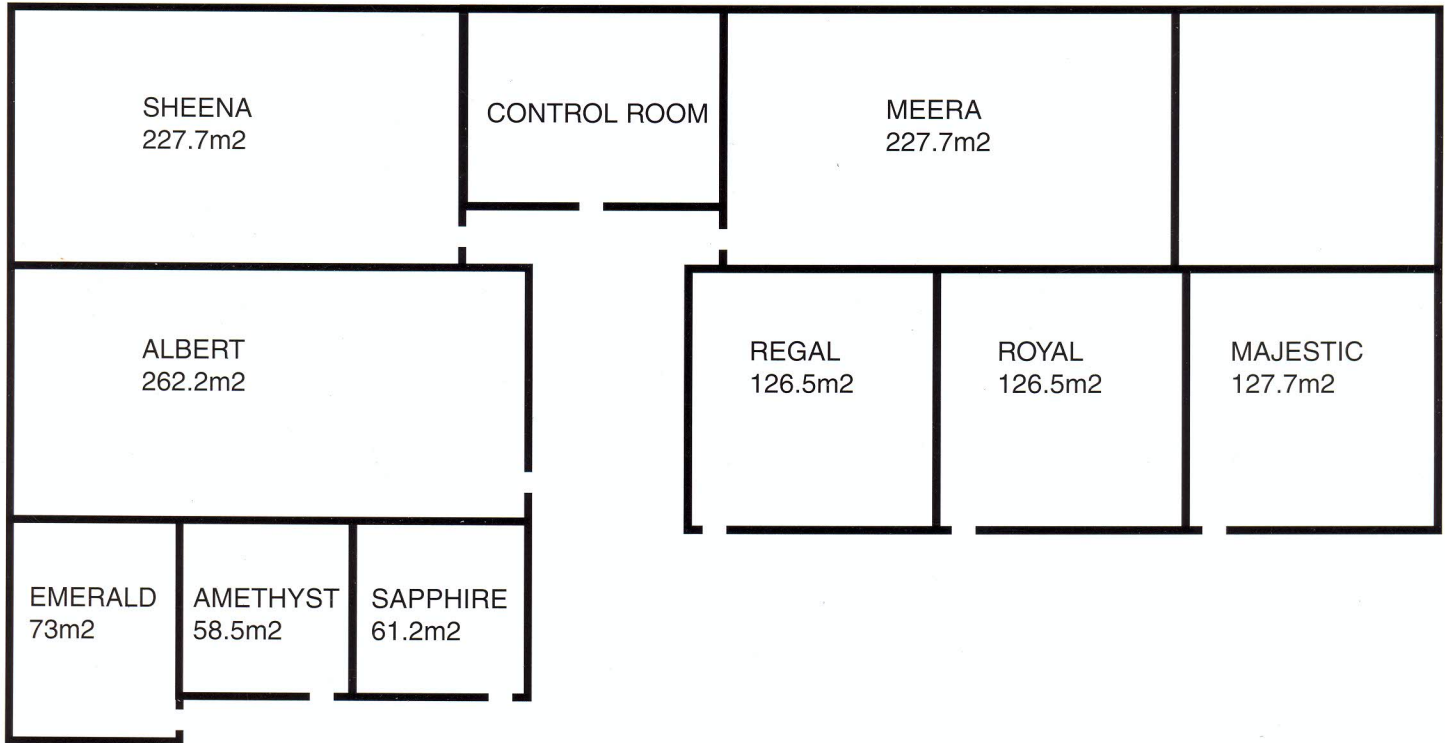 SHEENA
227.7m2
CONTROL ROOM
MEERA
227.7m2
ALBERT
262.2m2
REGAL
126.5m2
ROYAL
126.5m2
MAJESTIC
127.7m2
EMERALD
73m2
AMETHYST
58.5m2
SAPPHIRE
61.2m2